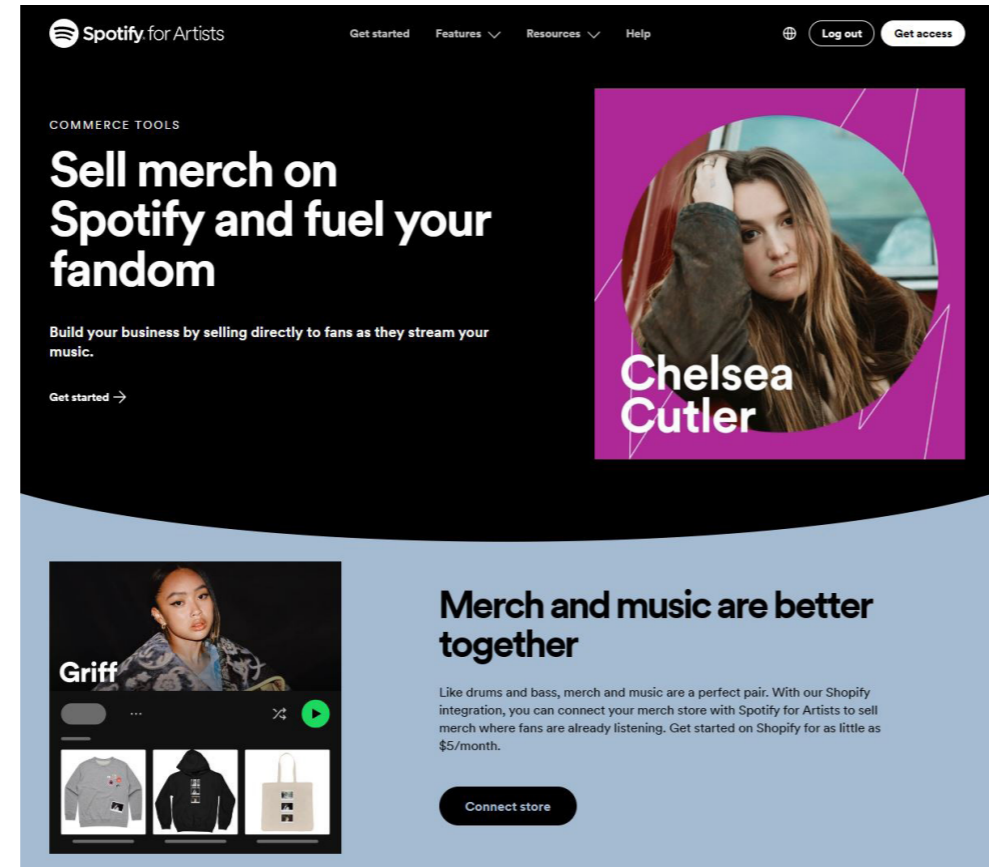 Spotify for Artists
Get started
Features
Resources
Help
Log out
Get access
COMMERCE TOOLS
Sell merch on
Spotify and fuel your
fandom
Build your business by selling directly to fans as they stream your
music.
Get started →
Chelsea
Cutler
Griff
...
Merch and music are better
together
Like drums and bass, merch and music are a perfect pair. With our Shopify
integration, you can connect your merch store with Spotify for Artists to sell
merch where fans are already listening. Get started on Shopify for as little as
$5/month.
Connect store